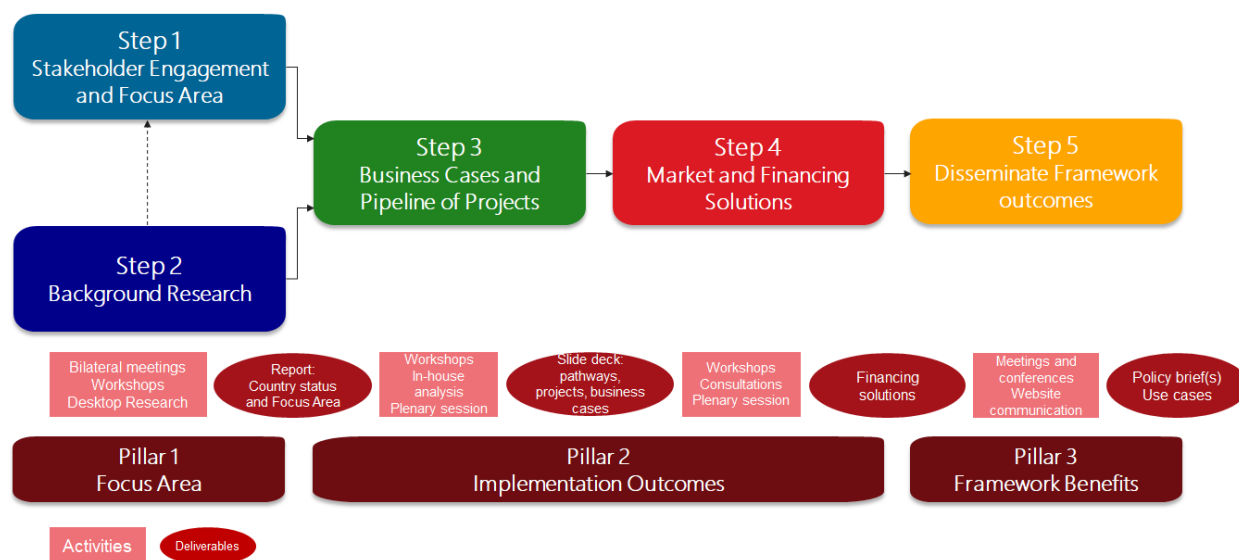 Step 1
Stakeholder Engagement
and Focus Area
Step 2
Background Research
Step 3
Business Cases and
Pipeline of Projects
Step 4
Market and Financing
Solutions
Step 5
Disseminate Framework
outcomes
Bilateral meetings
Workshops
Desktop Research
Report:
Country status
and Focus Area
Workshops
In-house
analysis
Plenary session
Slide deck:
pathways,
projects, business
cases
Workshops
Consultations
Plenary session
Financing
solutions
Meetings and
conferences
Website
communication
Policy brief(s)
Use cases
Pillar 1
Focus Area
Pillar 2
Implementation Outcomes
Pillar 3
Framework Benefits
Activities
Deliverables